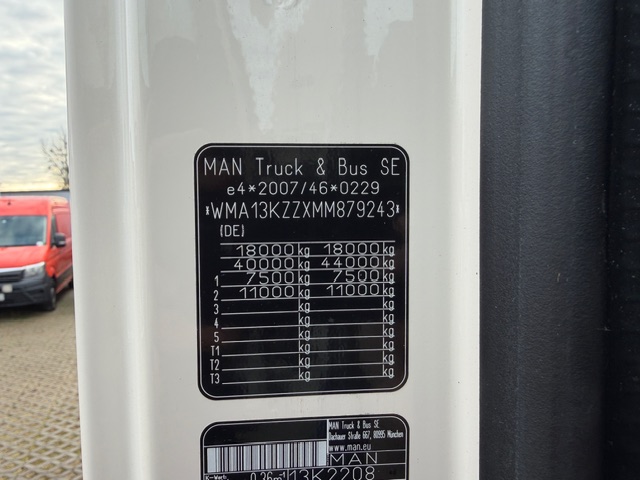 MAN Truck & Bus SE
e4*2007/46*0229
*WMA13KZZXMM879243*
(DE)
18000 kg 18000 kg
40000 kg 44000 kg
1 7500 kg 7500 kg
2 11000 kg 11000 kg
3 kg kg
4 kg kg
5 kg kg
T1 kg kg
T2 kg kg
T3 kg kg
MAN Truck & Bus SE
Dachauer Straße 667, 80995 München
www.man.eu
MAN
K-Wert 0.26m⁻¹ 13K2208